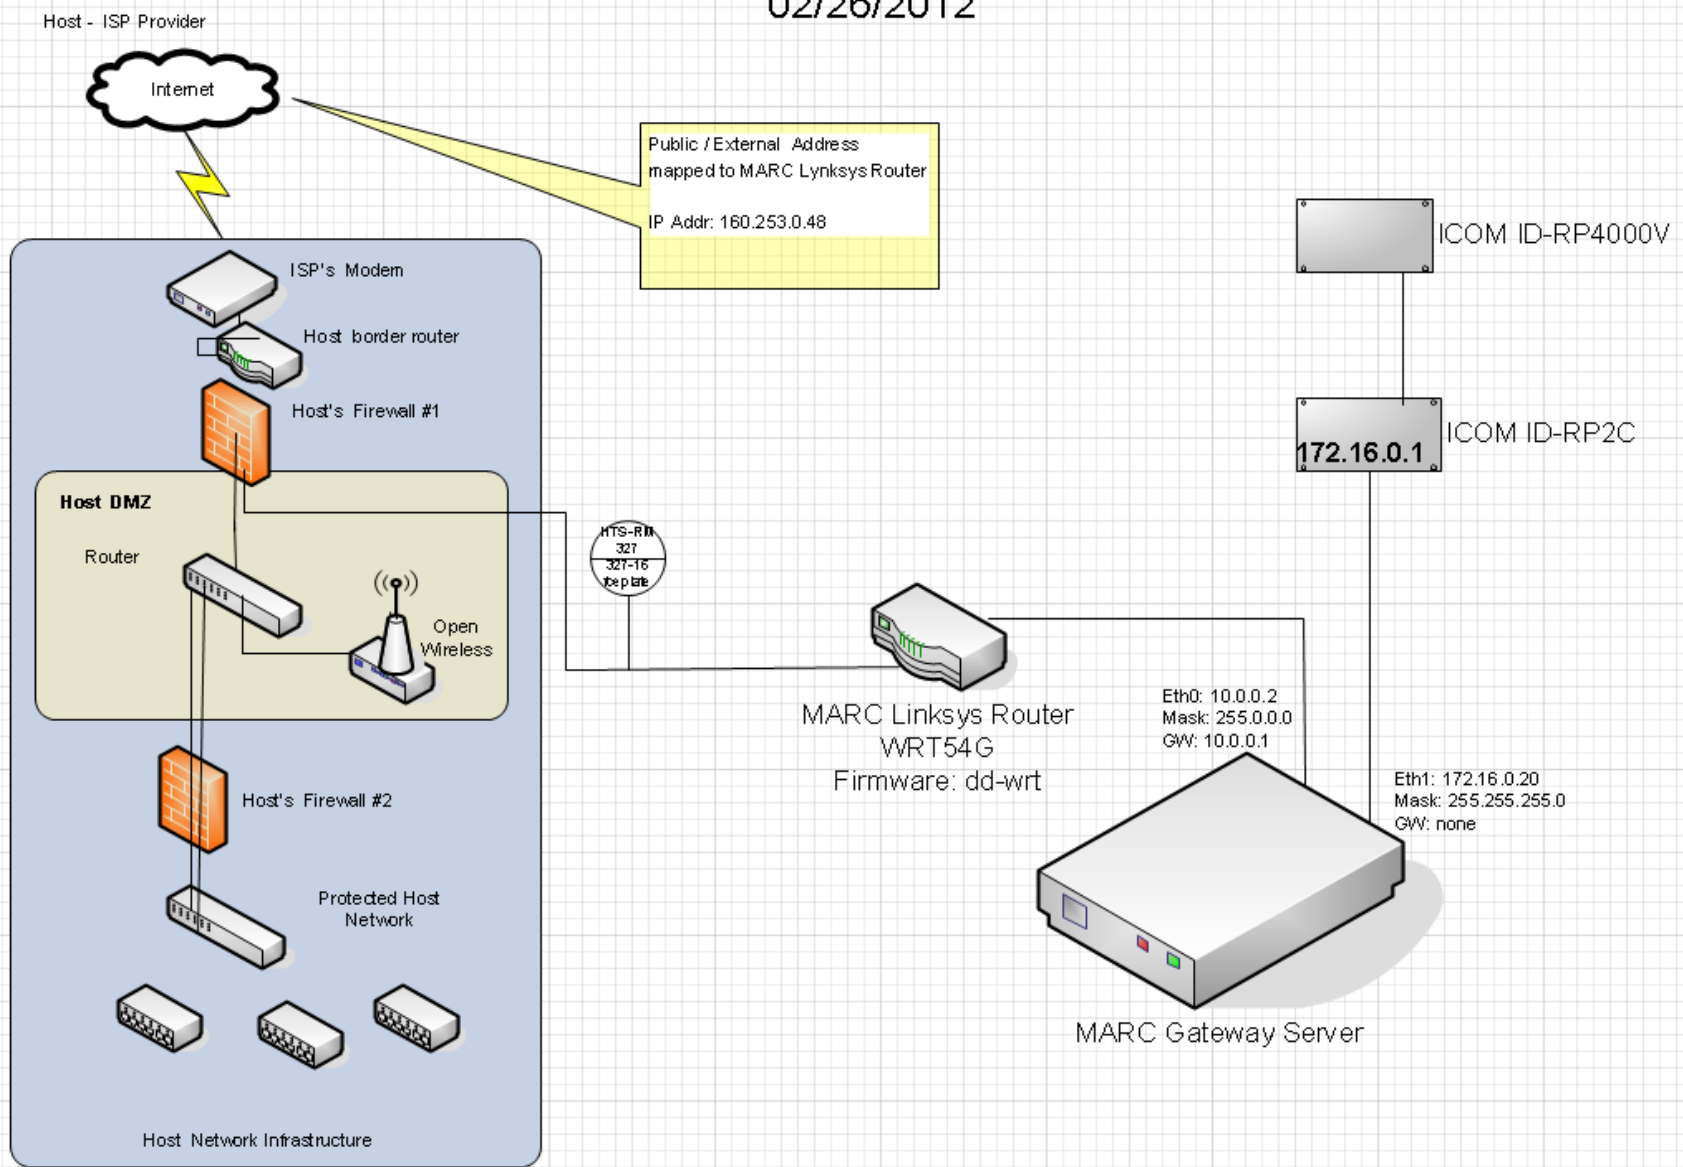 02/26/2012
Host - ISP Provider
Internet
Public / External Address
mapped to MARC Lynksys Router
IP Addr: 160.253.0.48
ISP's Modem
Host border router
Host's Firewall #1
Host DMZ
Router
Open
Wireless
Host's Firewall #2
Protected Host
Network
Host Network Infrastructure
HTS-RM
327
327-16
fceplate
MARC Linksys Router
WRT54G
Firmware: dd-wrt
ICOM ID-RP4000V
ICOM ID-RP2C
172.16.0.1
Eth0: 10.0.0.2
Mask: 255.0.0.0
GW: 10.0.0.1
Eth1: 172.16.0.20
Mask: 255.255.255.0
GW: none
MARC Gateway Server